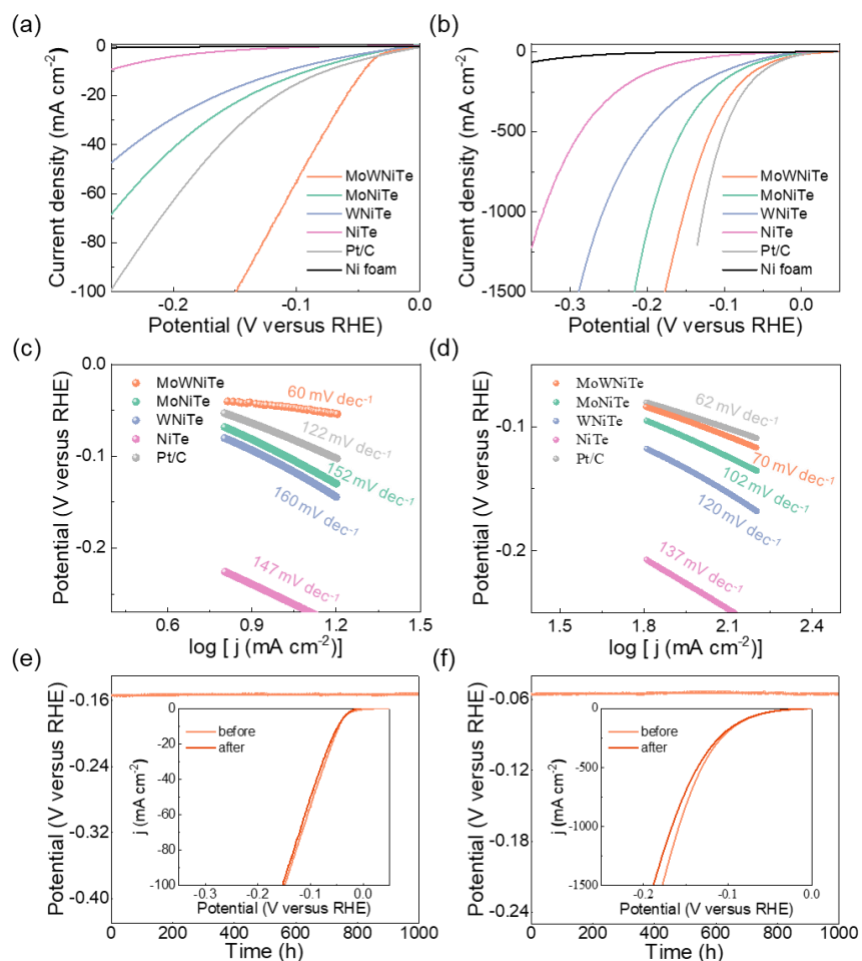 (a)
0
-20
-40
-60
-80
-100
Current density (mA cm⁻²)
MoWNiTe
MoNiTe
WNiTe
NiTe
Pt/C
Ni foam
-0.2
-0.1
0.0
Potential (V versus RHE)
(b)
0
-500
-1000
-1500
Current density (mA cm⁻²)
MoWNiTe
MoNiTe
WNiTe
NiTe
Pt/C
Ni foam
-0.3
-0.2
-0.1
0.0
Potential (V versus RHE)
(c)
0.0
-0.1
-0.2
Potential (V versus RHE)
MoWNiTe
MoNiTe
WNiTe
NiTe
Pt/C
60 mV dec⁻¹
122 mV dec⁻¹
152 mV dec⁻¹
160 mV dec⁻¹
147 mV dec⁻¹
0.6
0.9
1.2
1.5
log [ j (mA cm⁻²)]
(d)
-0.1
-0.2
Potential (V versus RHE)
MoWNiTe
MoNiTe
WNiTe
NiTe
Pt/C
62 mV dec⁻¹
70 mV dec⁻¹
102 mV dec⁻¹
120 mV dec⁻¹
137 mV dec⁻¹
1.5
1.8
2.1
2.4
log [ j (mA cm⁻²)]
(e)
-0.16
-0.24
-0.32
-0.40
Potential (V versus RHE)
before
after
0
-20
-40
-60
-80
-100
j (mA cm⁻²)
-0.3
-0.2
-0.1
0.0
Potential (V versus RHE)
0
200
400
600
800
1000
Time (h)
(f)
-0.06
-0.12
-0.18
-0.24
Potential (V versus RHE)
before
after
0
-500
-1000
-1500
j (mA cm⁻²)
-0.2
-0.1
0.0
Potential (V versus RHE)
0
200
400
600
800
1000
Time (h)